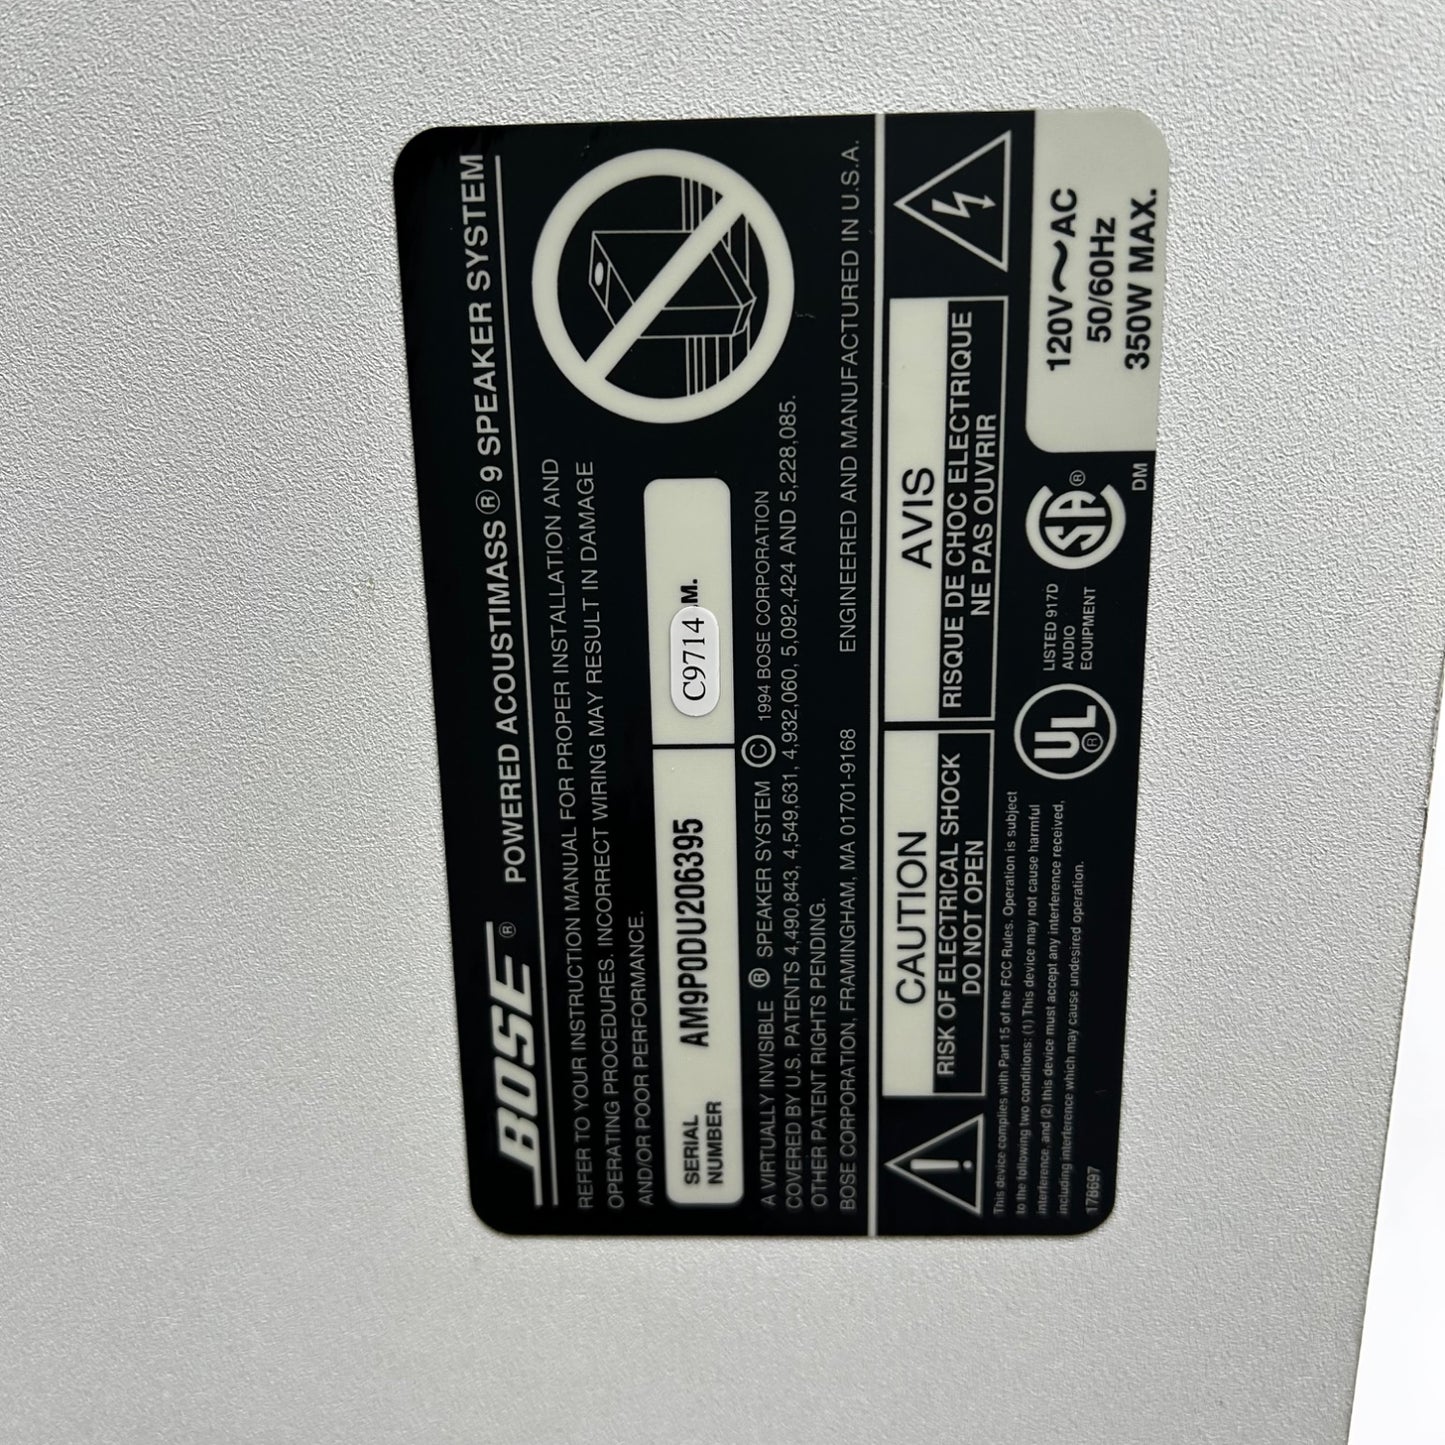 BOSE ® POWERED ACOUSTIMASS® 9 SPEAKER SYSTEM
REFER TO YOUR INSTRUCTION MANUAL FOR PROPER INSTALLATION AND
OPERATING PROCEDURES. INCORRECT WIRING MAY RESULT IN DAMAGE
AND/OR POOR PERFORMANCE.
SERIAL
NUMBER
AM9P0DU206395
C9714
M.
A VIRTUALLY INVISIBLE ® SPEAKER SYSTEM © 1994 BOSE CORPORATION
COVERED BY U.S. PATENTS 4,490,843, 4,549,631, 4,932,060, 5,092,424 AND 5,228,085.
OTHER PATENT RIGHTS PENDING.
BOSE CORPORATION, FRAMINGHAM, MA 01701-9168 ENGINEERED AND MANUFACTURED IN U.S.A.
CAUTION
RISK OF ELECTRICAL SHOCK
DO NOT OPEN
AVIS
RISQUE DE CHOC ELECTRIQUE
NE PAS OUVRIR
This device complies with Part 15 of the FCC Rules. Operation is subject
to the following two conditions: (1) This device may not cause harmful
interference, and (2) this device must accept any interference received,
including interference which may cause undesired operation.
178697
UL®
LISTED 917D
AUDIO
EQUIPMENT
SA®
DM
120V~AC
50/60Hz
350W MAX.